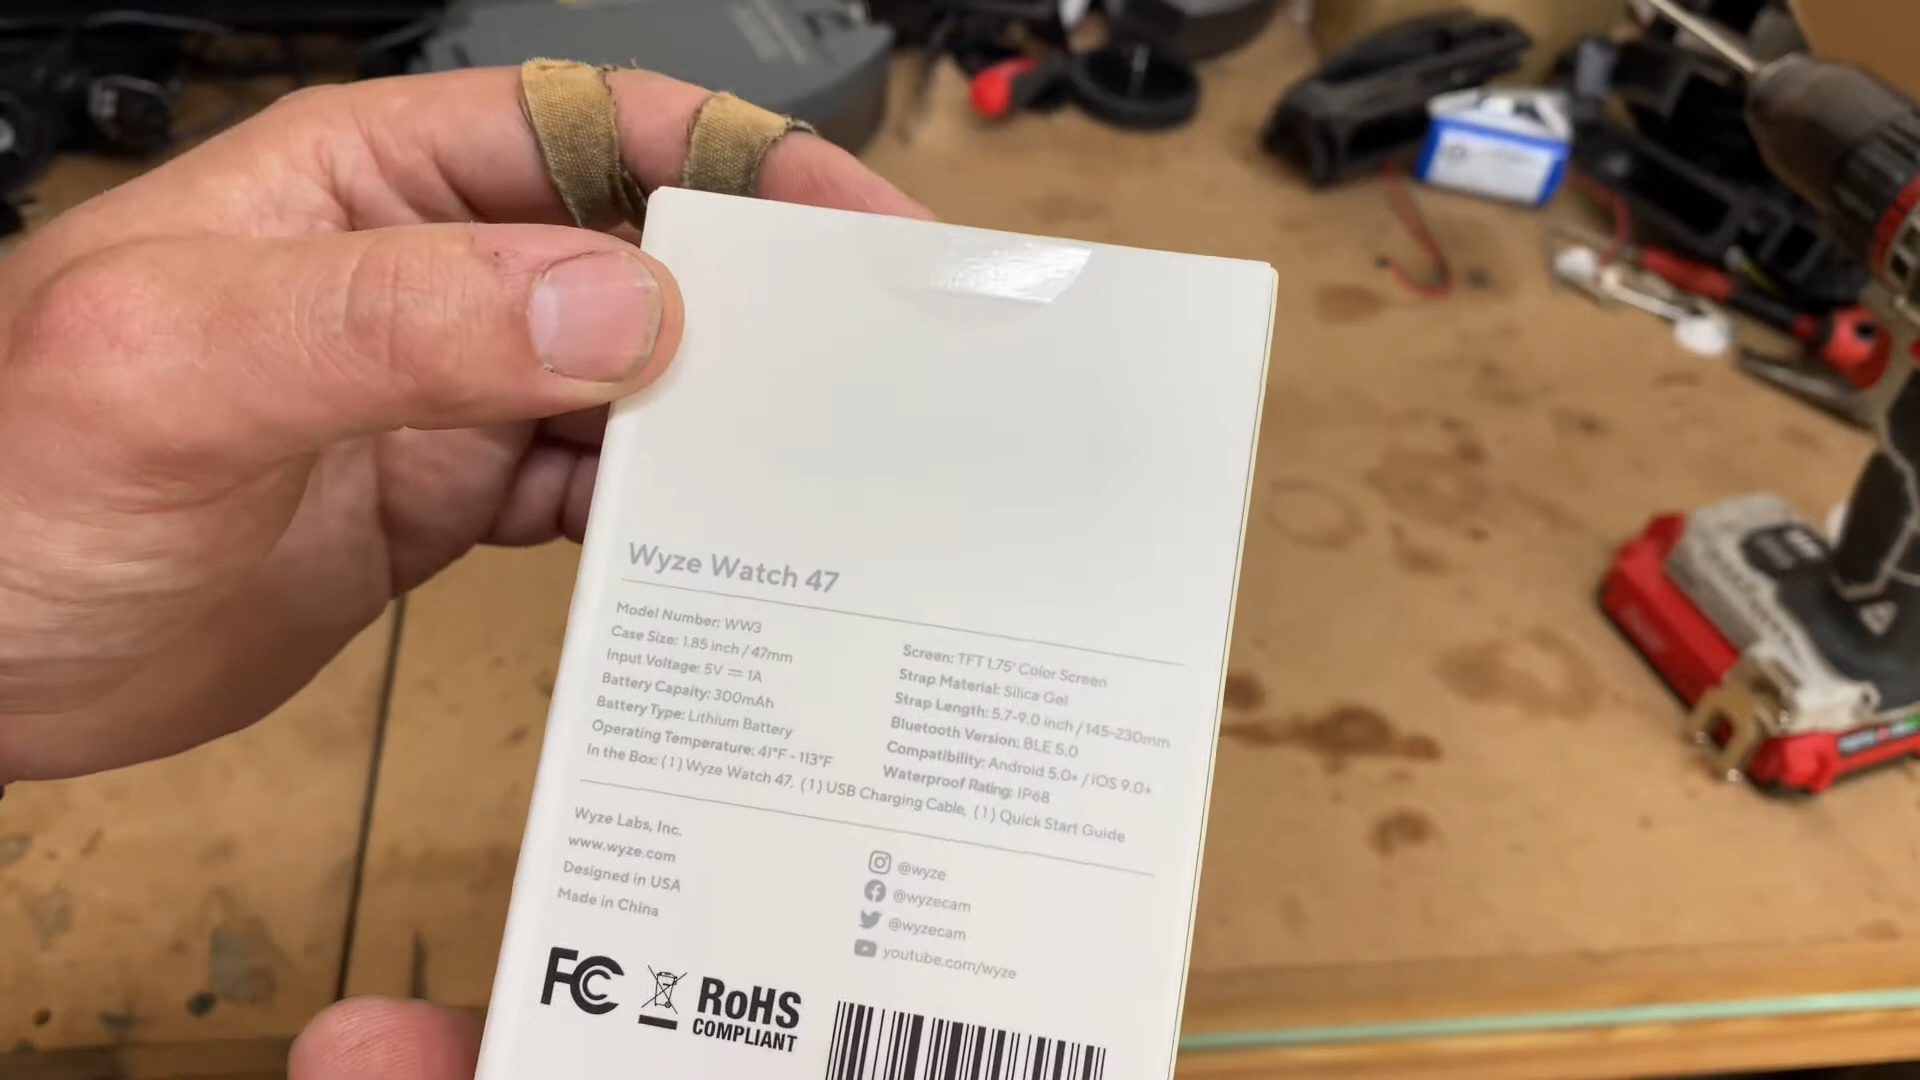 Wyze Watch 47
Model Number: WW3
Case Size: 1.85 inch / 47mm
Input Voltage: 5V ⎓ 1A
Battery Capaity: 300mAh
Battery Type: Lithium Battery
Operating Temperature: 41°F - 113°F
Screen: TFT 1.75' Color Screen
Strap Material: Silica Gel
Strap Length: 5.7-9.0 inch / 145-230mm
Bluetooth Version: BLE 5.0
Compatibility: Android 5.0+ / iOS 9.0+
Waterproof Rating: IP68
In the Box: (1) Wyze Watch 47, (1) USB Charging Cable, (1) Quick Start Guide
Wyze Labs, Inc.
www.wyze.com
Designed in USA
Made in China
@wyze
@wyzecam
@wyzecam
youtube.com/wyze
FC
RoHS
COMPLIANT